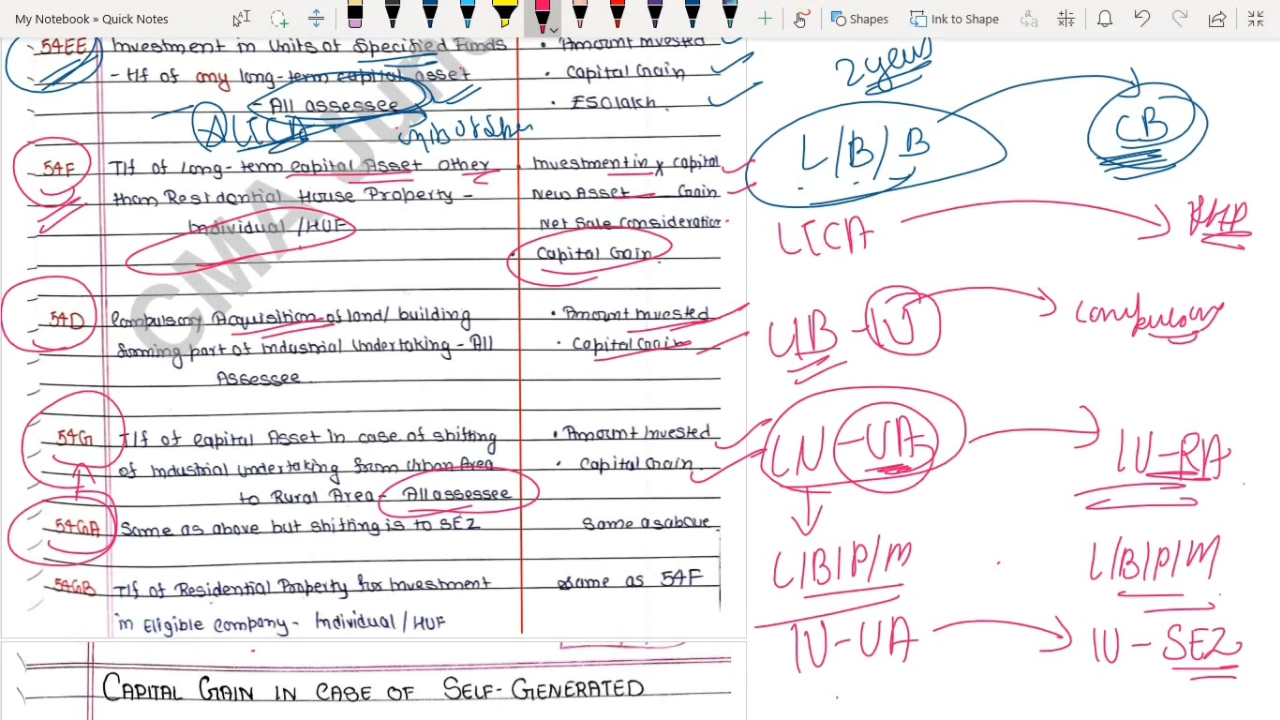 My Notebook » Quick Notes
Shapes
Ink to Shape
54EE Investment in Units of Specified Funds
• Amount Invested
- T/f of any long-term capital asset
• Capital Gain
- All assessee
LTCA
2 years
L/B/B
CB
54F T/f of long-term capital Asset other
Investment in x capital
than Residential House Property -
New Asset Gain
Individual/HUF
Net Sale Consideration
• Capital Gain.
LTCA
RHP
54D Compulsory Acquisition of land/building
• Amount Invested
forming part of Industrial Undertaking - All
• Capital Gain
Assessee
L/B - IU
compulsory
54G T/f of Capital Asset in case of shifting
• Amount Invested
of Industrial undertaking from Urban Area
• Capital Gain
to Rural Area - All assessee
54GA Same as above but shifting is to SEZ
Same as above
54GB T/f of Residential Property for Investment
Same as 54F
in Eligible company - Individual/HUF
- UA
IU - RA
L/B/P/M
L/B/P/M
IU - UA
IU - SEZ
CAPITAL GAIN IN CASE OF SELF-GENERATED